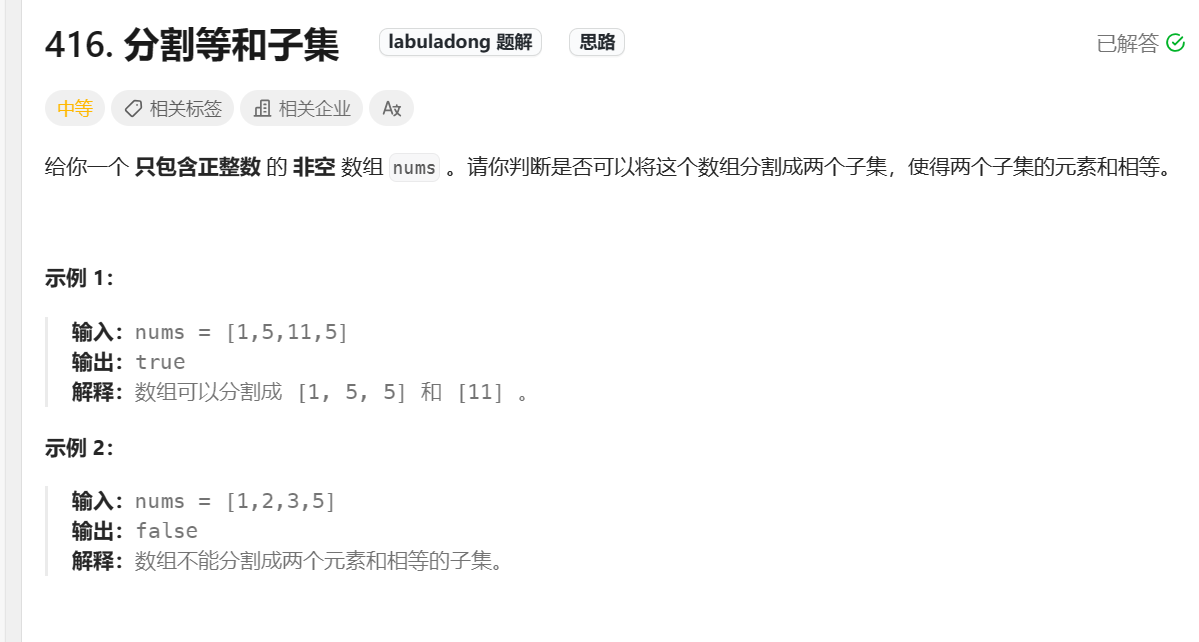 416. 分割等和子集 labuladong 题解 思路 已解答
中等 相关标签 相关企业 A文
给你一个 只包含正整数 的 非空 数组 nums 。请你判断是否可以将这个数组分割成两个子集，使得两个子集的元素和相等。
示例 1：
输入：nums = [1,5,11,5]
输出：true
解释：数组可以分割成 [1, 5, 5] 和 [11] 。
示例 2：
输入：nums = [1,2,3,5]
输出：false
解释：数组不能分割成两个元素和相等的子集。